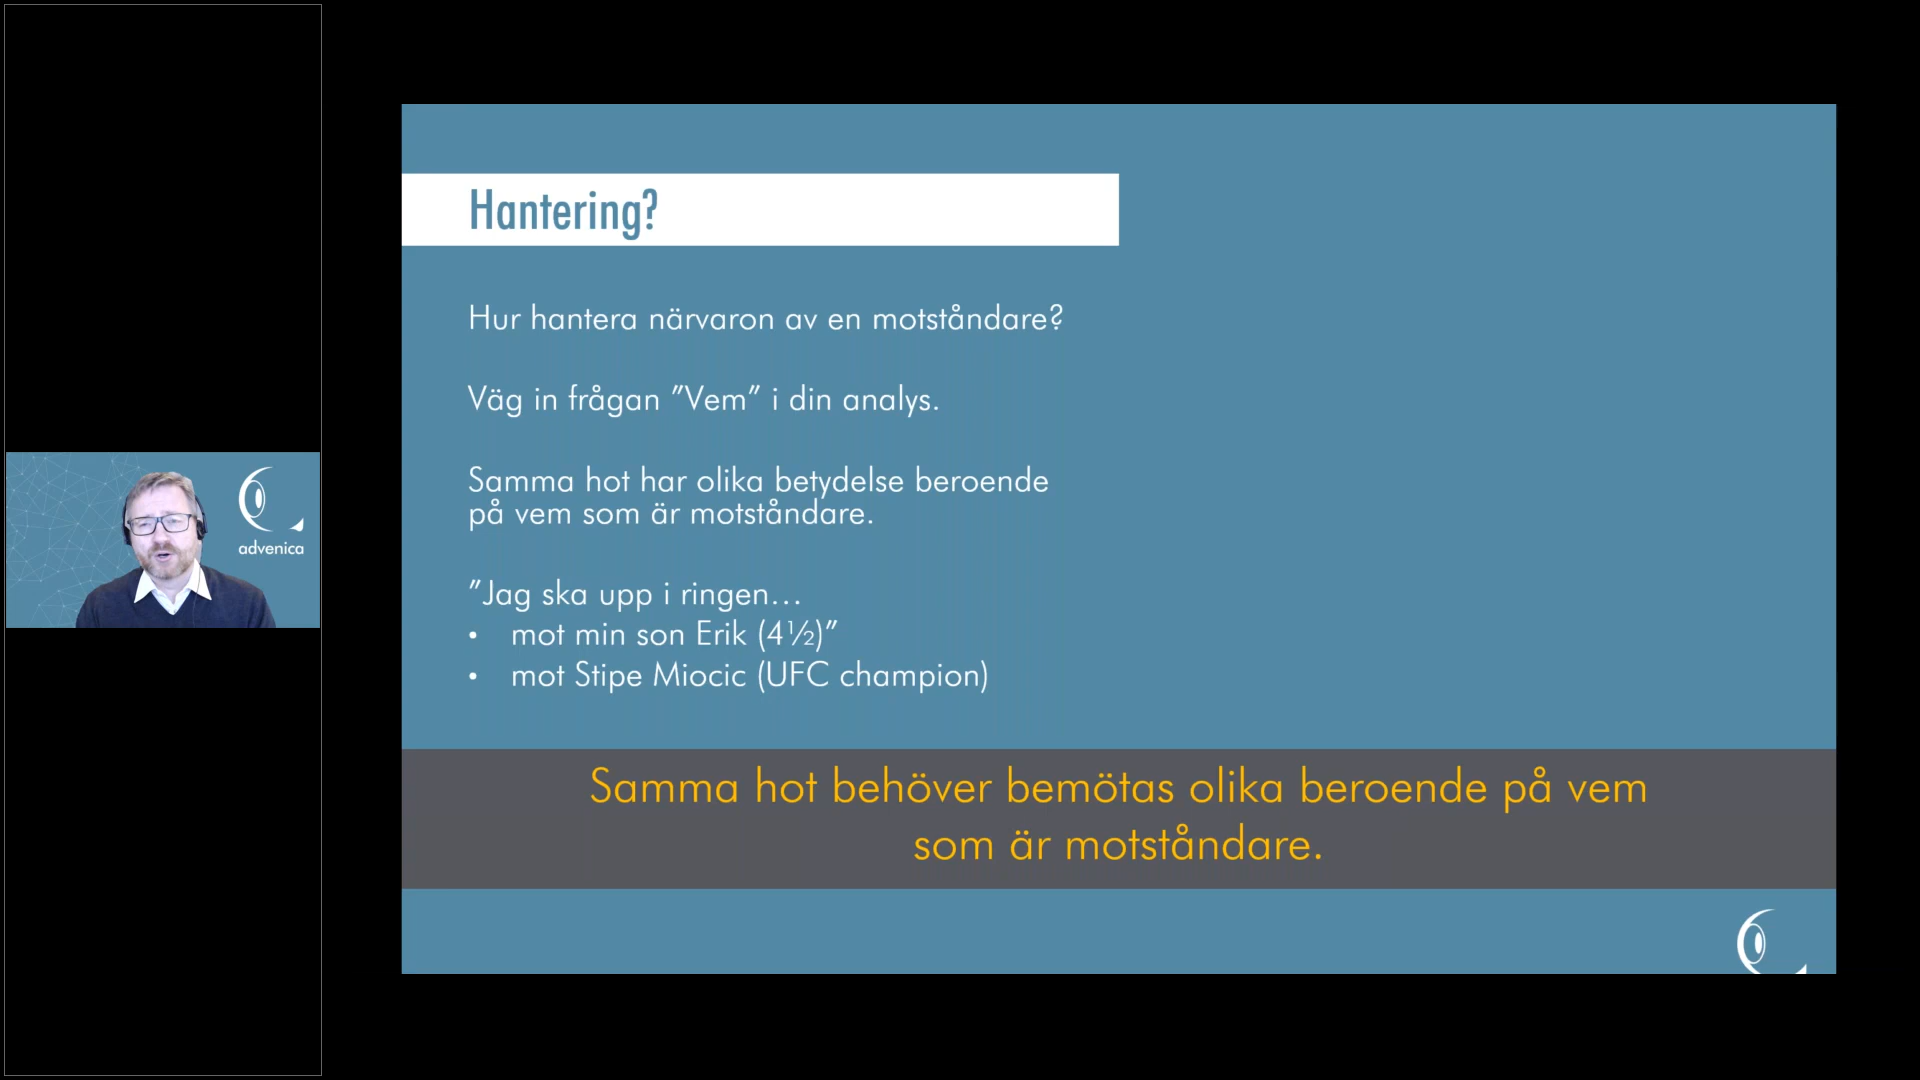 Hantering?
Hur hantera närvaron av en motståndare?
Väg in frågan ”Vem” i din analys.
Samma hot har olika betydelse beroende
på vem som är motståndare.
”Jag ska upp i ringen…
• mot min son Erik (4½)”
• mot Stipe Miocic (UFC champion)
Samma hot behöver bemötas olika beroende på vem
som är motståndare.
advenica